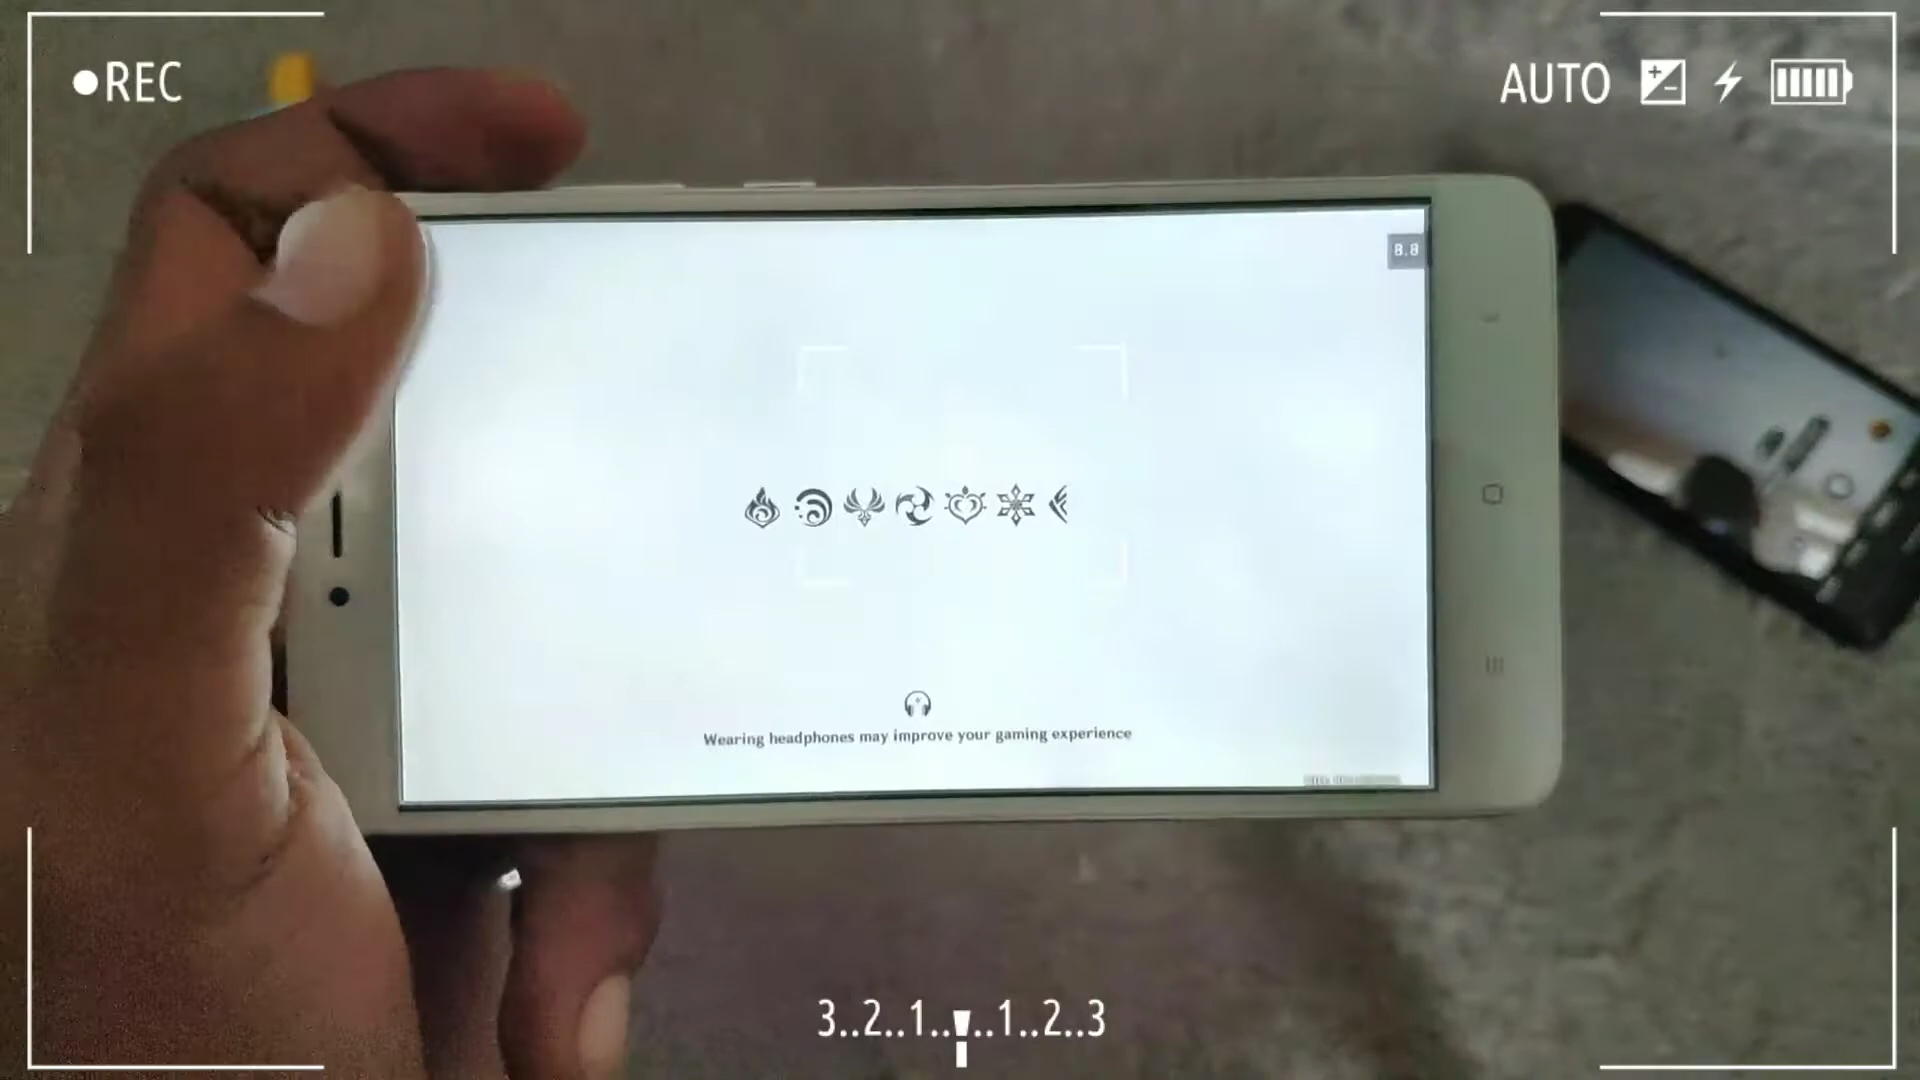 REC
AUTO
8.8
Wearing headphones may improve your gaming experience
3..2..1....1..2..3